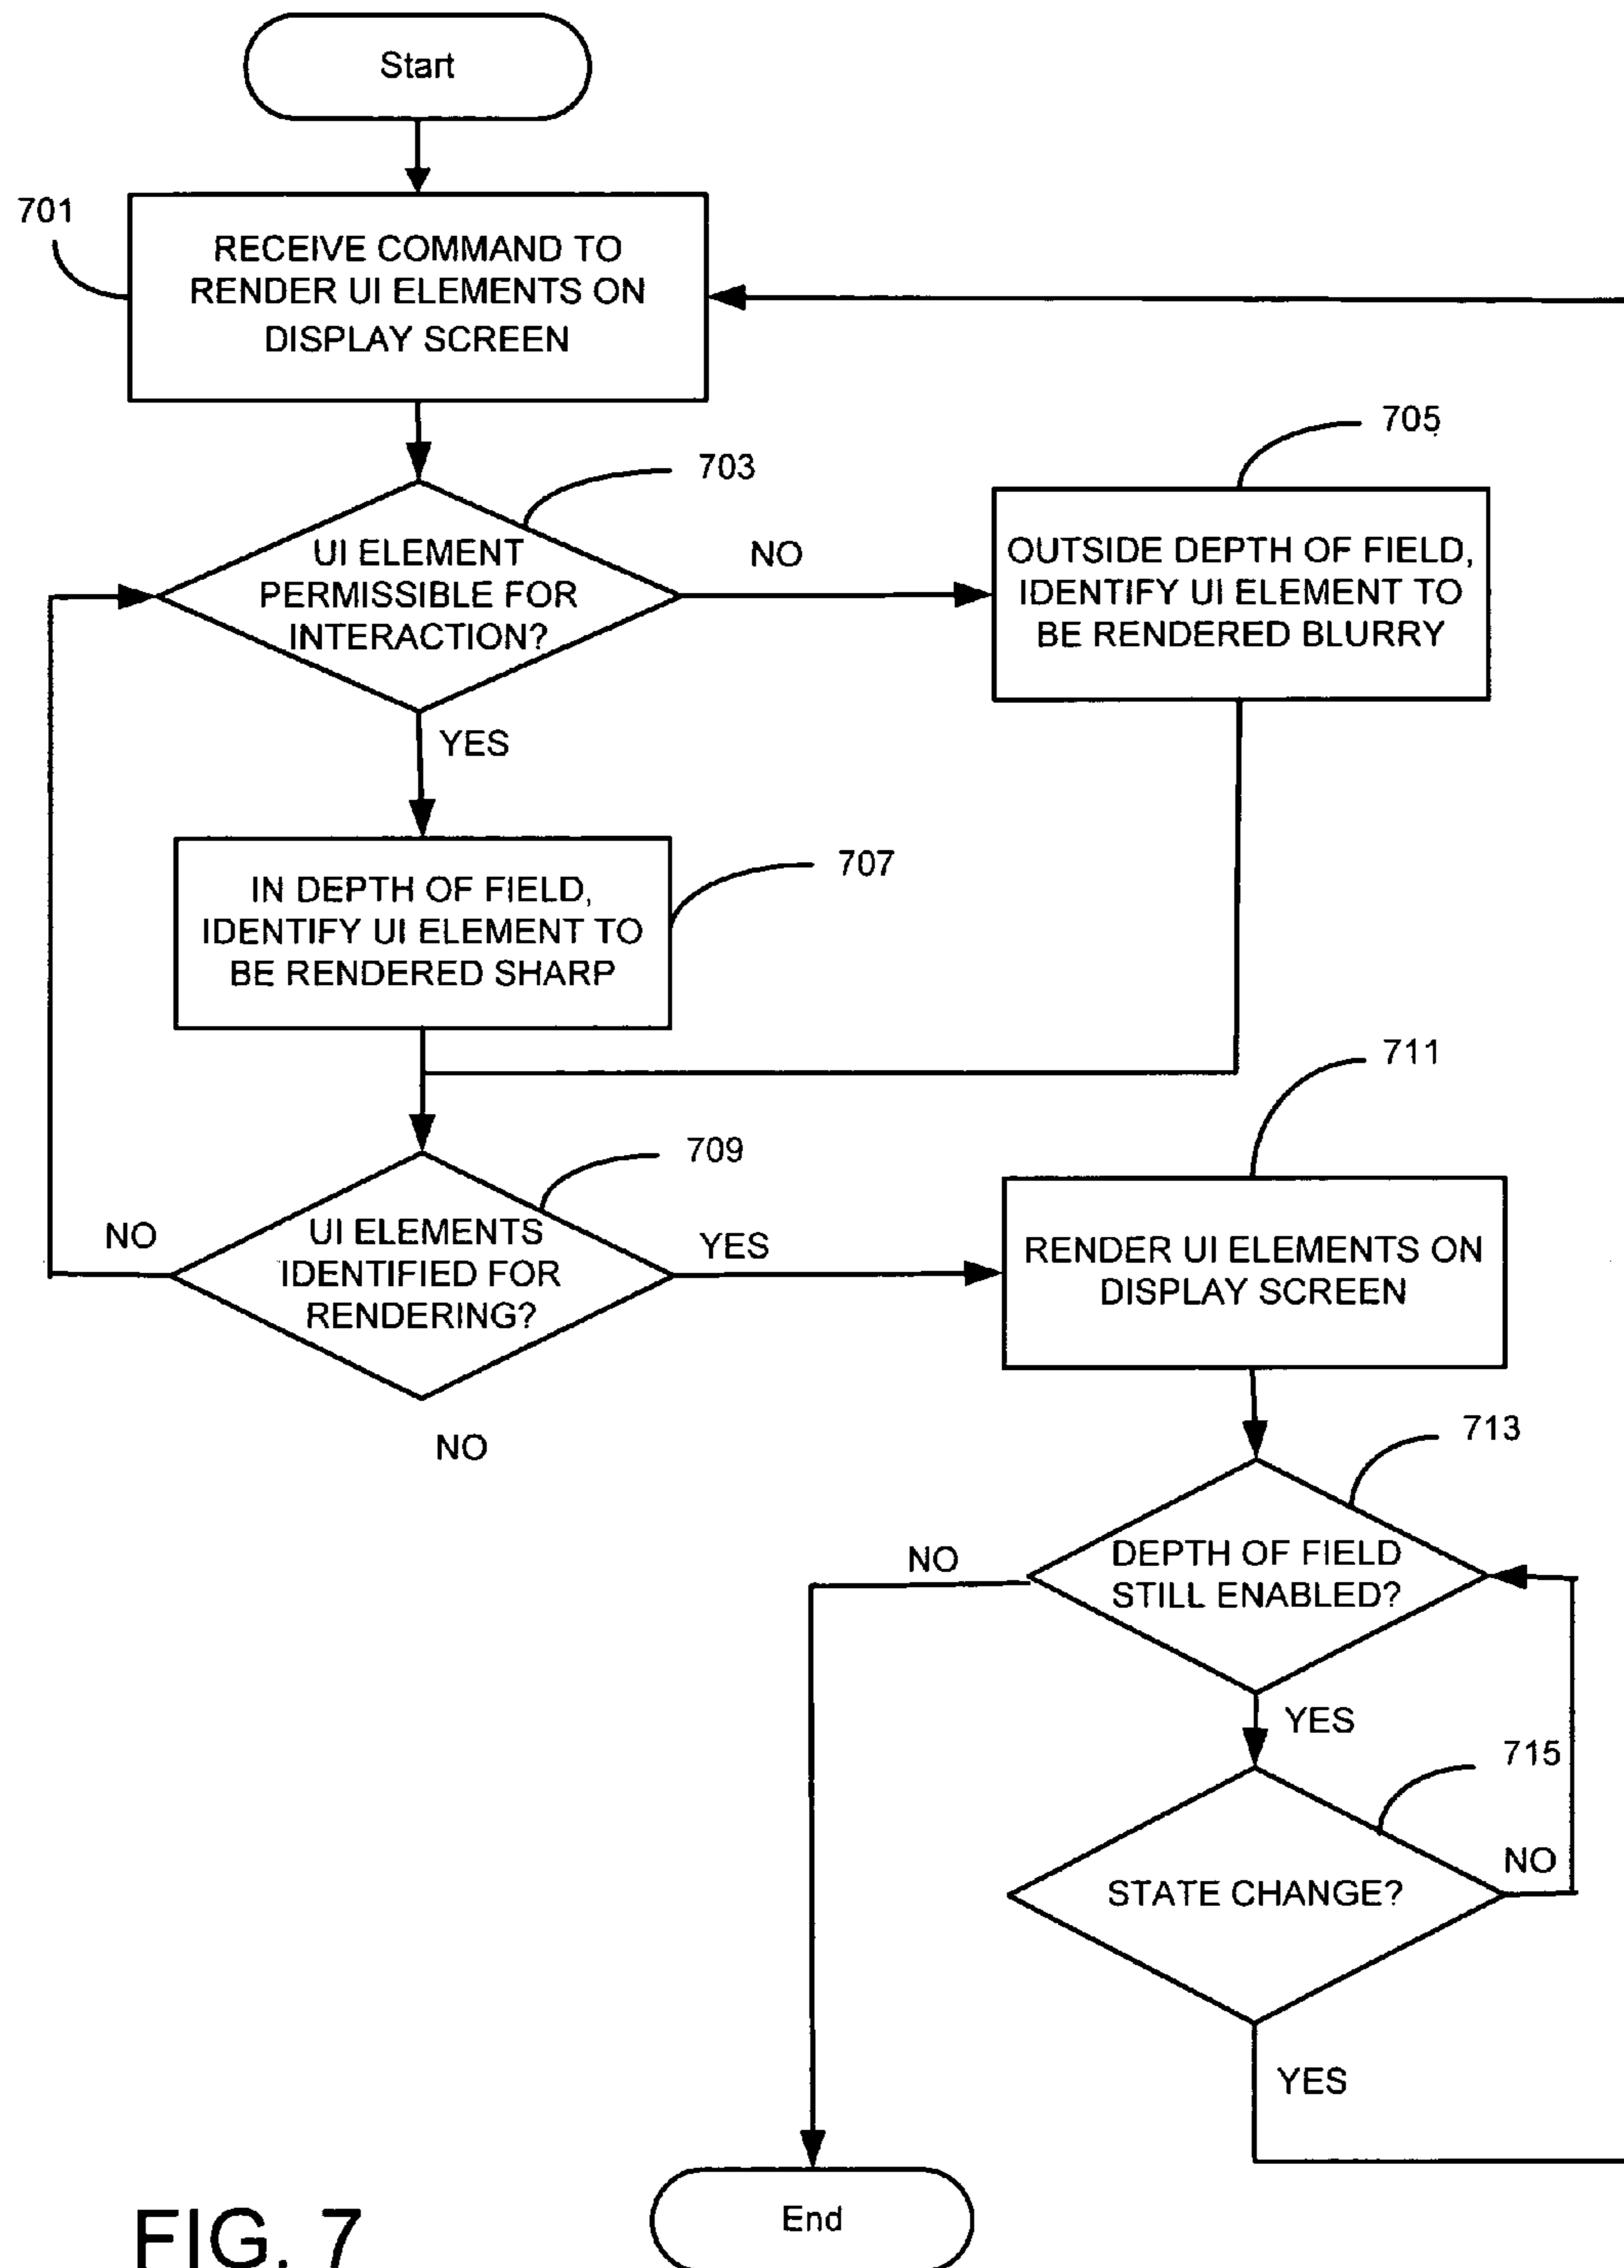 Start
701
RECEIVE COMMAND TO
RENDER UI ELEMENTS ON
DISPLAY SCREEN
703
705
UI ELEMENT
PERMISSIBLE FOR
INTERACTION?
NO
OUTSIDE DEPTH OF FIELD,
IDENTIFY UI ELEMENT TO
BE RENDERED BLURRY
YES
707
IN DEPTH OF FIELD,
IDENTIFY UI ELEMENT TO
BE RENDERED SHARP
709
711
NO
UI ELEMENTS
IDENTIFIED FOR
RENDERING?
YES
RENDER UI ELEMENTS ON
DISPLAY SCREEN
NO
713
NO
DEPTH OF FIELD
STILL ENABLED?
YES
715
STATE CHANGE?
NO
YES
End
FIG. 7